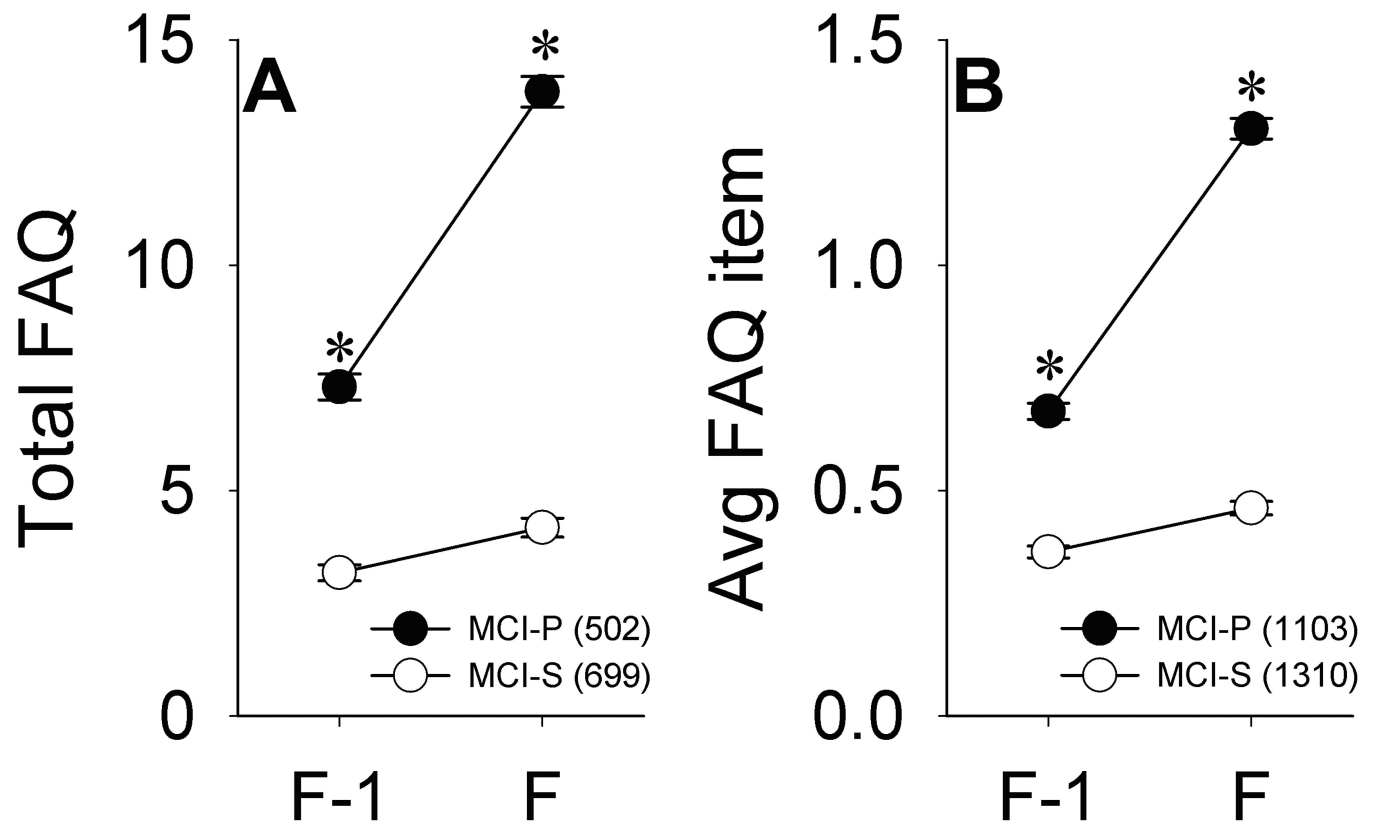 A
Total FAQ
15
10
5
0
*
*
MCI-P (502)
MCI-S (699)
F-1
F
B
Avg FAQ item
1.5
1.0
0.5
0.0
*
*
MCI-P (1103)
MCI-S (1310)
F-1
F